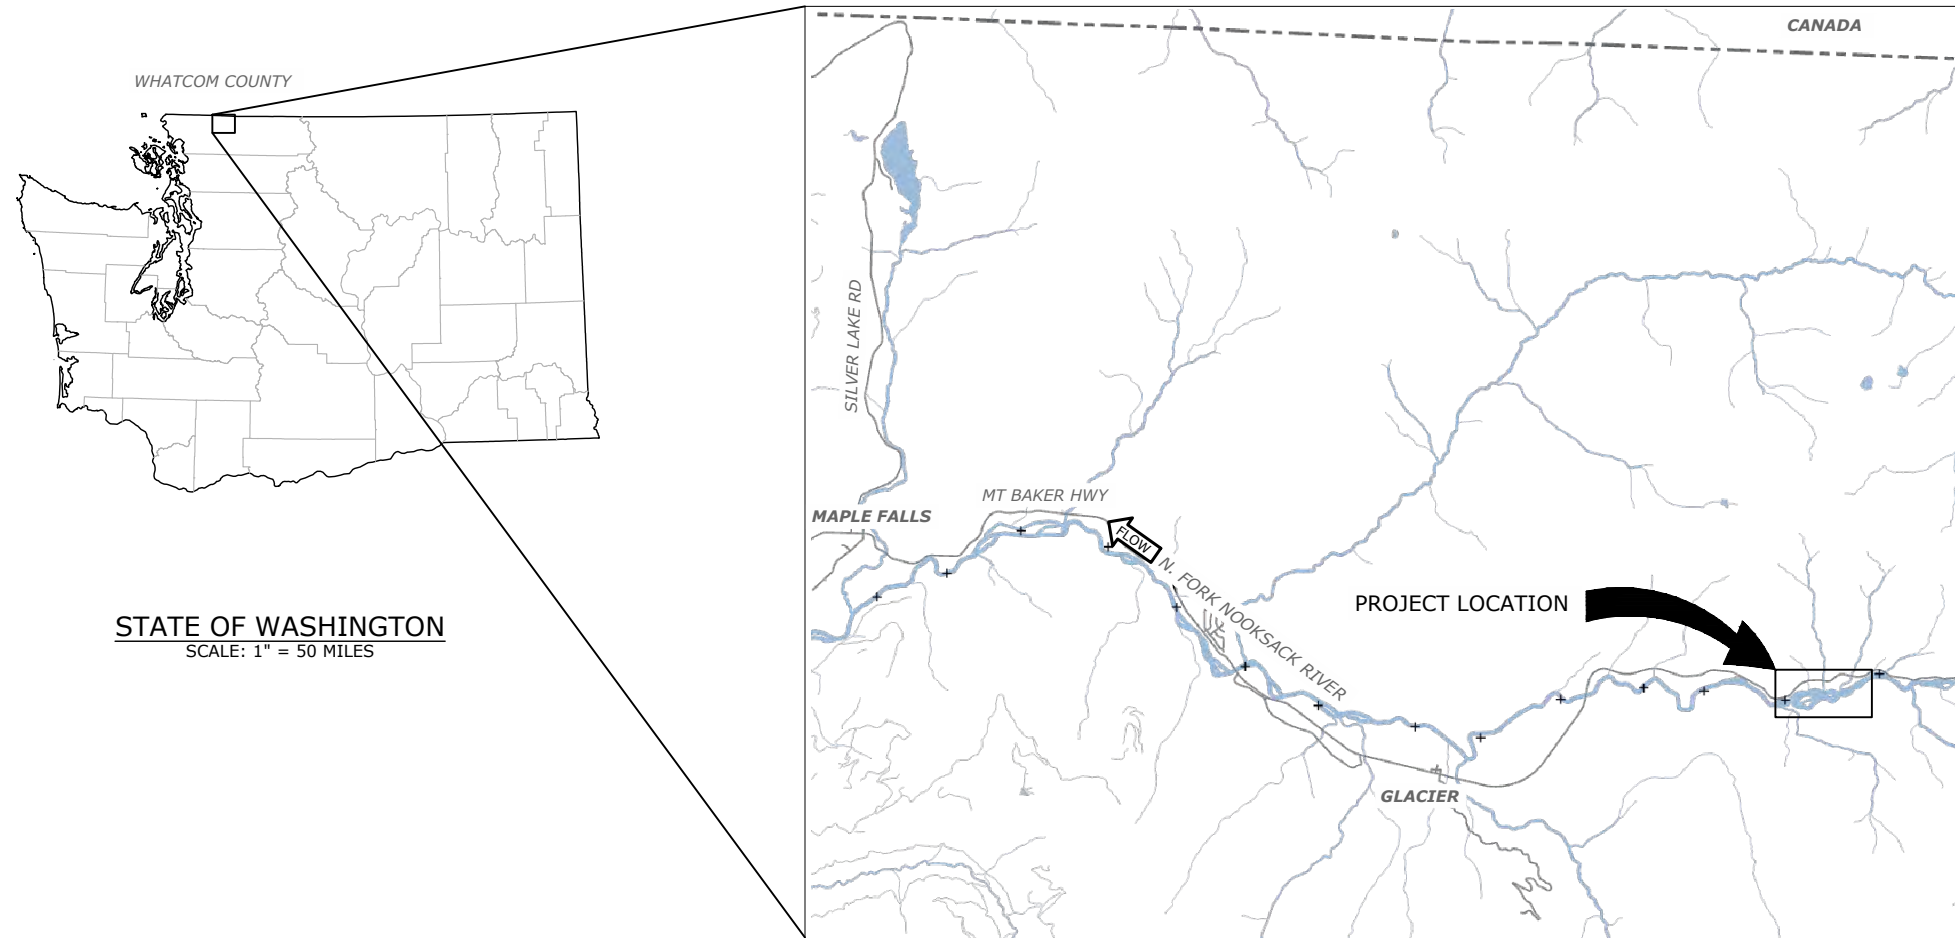 WHATCOM COUNTY
STATE OF WASHINGTON
SCALE: 1" = 50 MILES
CANADA
SILVER LAKE RD
MT BAKER HWY
MAPLE FALLS
FLOW
N. FORK NOOKSACK RIVER
PROJECT LOCATION
GLACIER